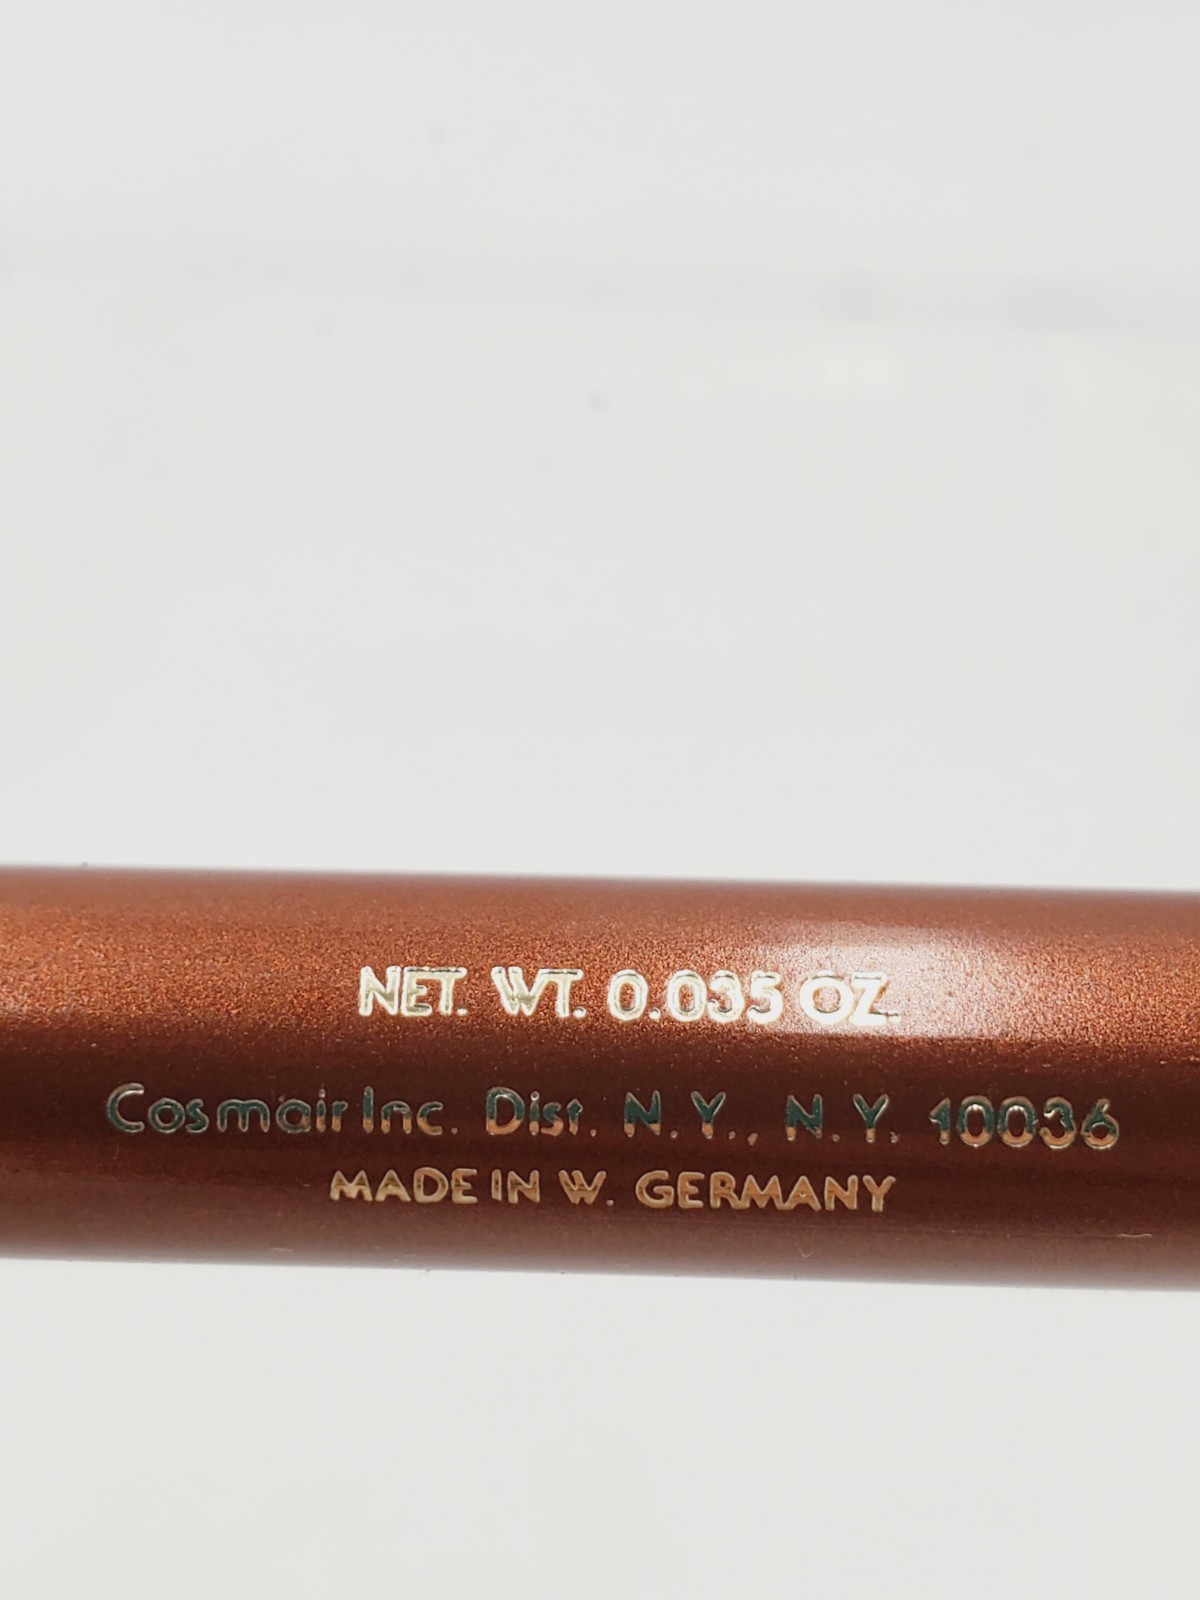 NET. WT. 0.035 OZ.
Cosmair Inc. Dist. N.Y., N.Y. 10036
MADE IN W. GERMANY